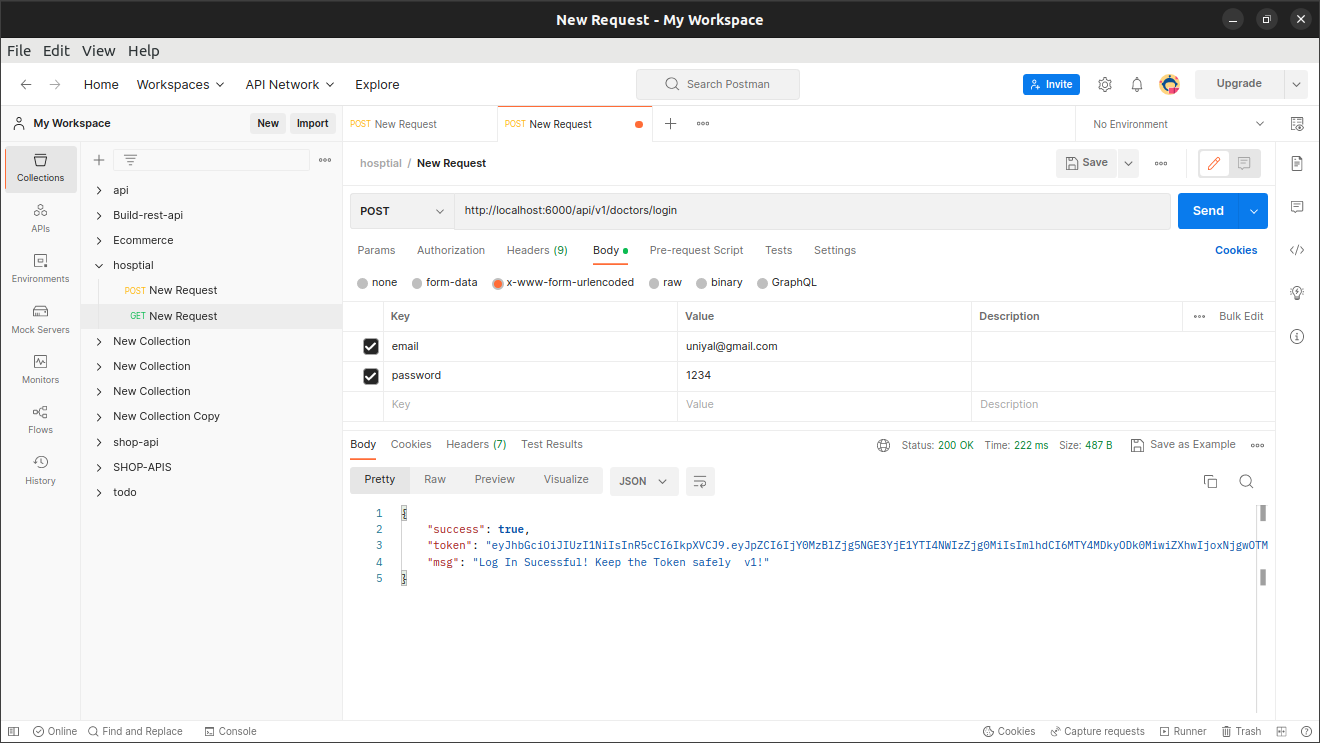 New Request - My Workspace
File Edit View Help
Home Workspaces API Network Explore
Search Postman
Invite
Upgrade
My Workspace
New Import
POST New Request
POST New Request
No Environment
Collections
APIs
Environments
Mock Servers
Monitors
Flows
History
api
Build-rest-api
Ecommerce
hosptial
POST New Request
GET New Request
New Collection
New Collection
New Collection
New Collection Copy
shop-api
SHOP-APIS
todo
hosptial / New Request
Save
POST
http://localhost:6000/api/v1/doctors/login
Send
Params Authorization Headers (9) Body Pre-request Script Tests Settings
Cookies
none form-data x-www-form-urlencoded raw binary GraphQL
Key Value Description Bulk Edit
email uniyal@gmail.com
password 1234
Key Value Description
Body Cookies Headers (7) Test Results
Status: 200 OK Time: 222 ms Size: 487 B Save as Example
Pretty Raw Preview Visualize JSON
1 {
2 "success": true,
3 "token": "eyJhbGciOiJIUzI1NiIsInR5cCI6IkpXVCJ9.eyJpZCI6IjY0MzBlZjg5NGE3YjE1YTI4NWIzZjg0MiIsImlhdCI6MTY4MDkyODk0MiwiZXhwIjoxNjgwOTM
4 "msg": "Log In Sucessful! Keep the Token safely  v1!"
5 }
Online Find and Replace Console
Cookies Capture requests Runner Trash